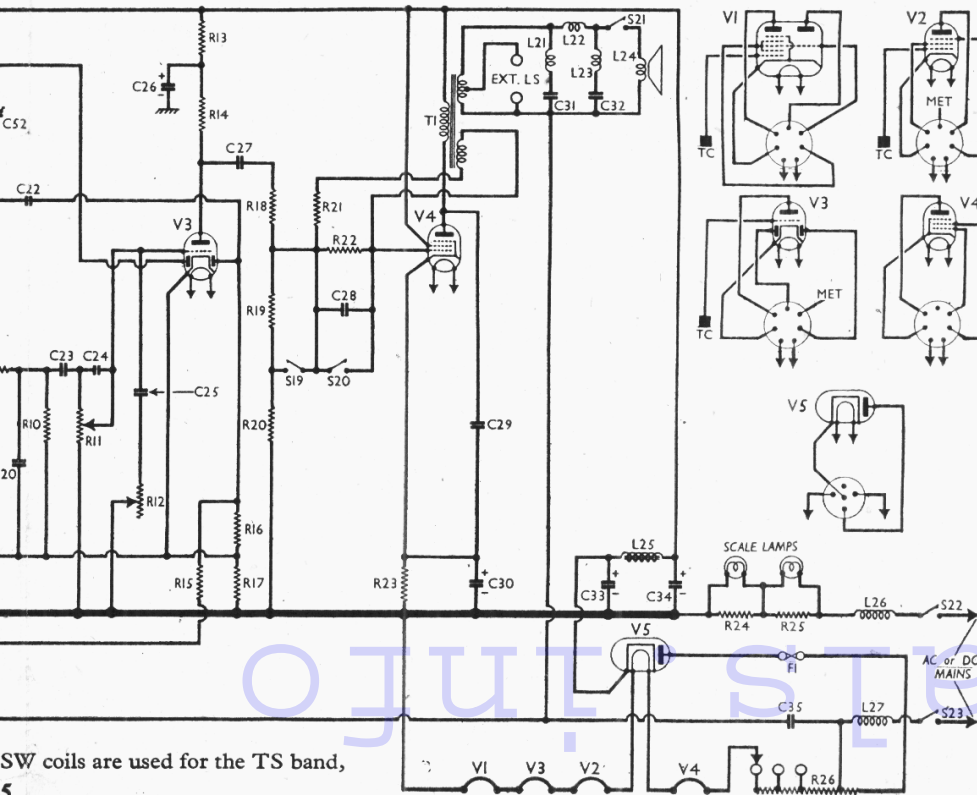 R13
C26
R14
C52
C27
C22
V3
R18
R21
R22
V4
C28
R19
S19
S20
C23
C24
C25
R10
R11
R20
C29
20
R12
R16
R15
R17
R23
C30
T1
EXT. LS
L21
L22
S21
L23
L24
C31
C32
V1
TC
V2
MET
TC
V3
MET
TC
V4
V5
SCALE LAMPS
L25
C33
C34
R24
R25
L26
S22
V5
F1
AC or DC
MAINS
C35
L27
S23
V1
V3
V2
V4
R26
SW coils are used for the TS band,
5